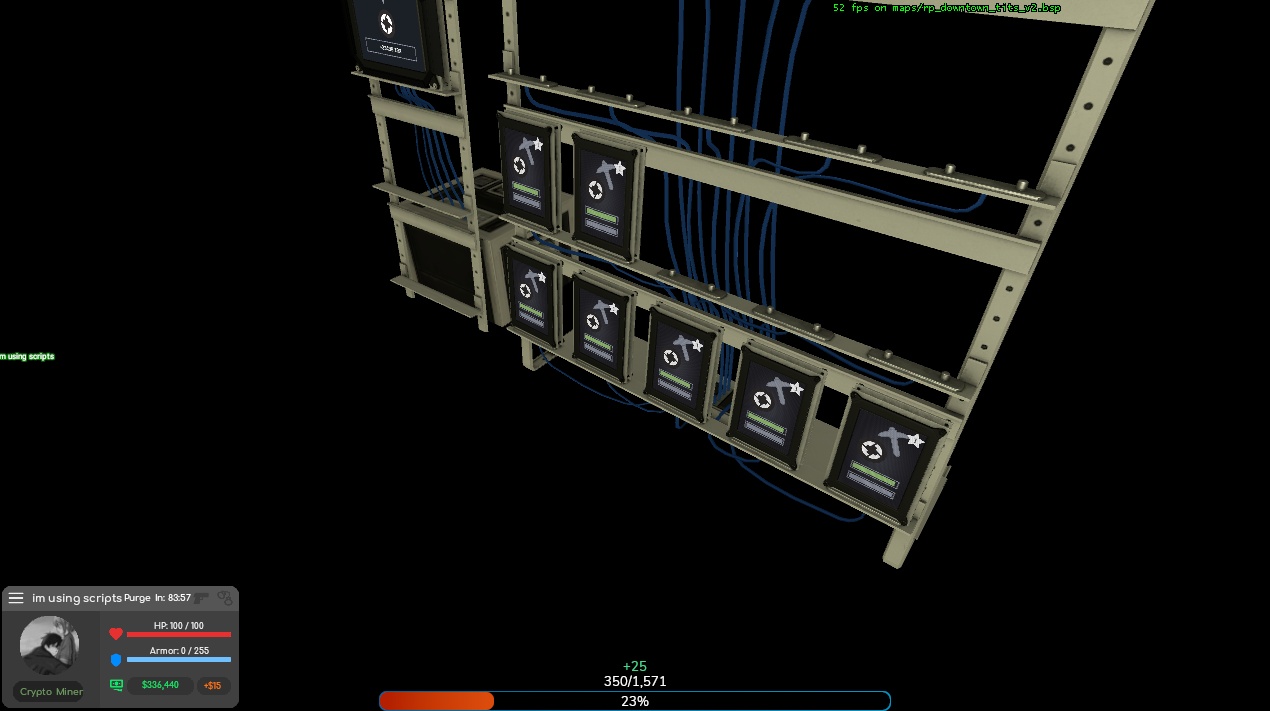 52 fps on maps/rp_downtown_tits_v2.bsp
m using scripts
im using scripts Purge In: 83:57
HP: 100 / 100
Armor: 0 / 255
Crypto Miner
$336,440
+$15
+25
350/1,571
23%